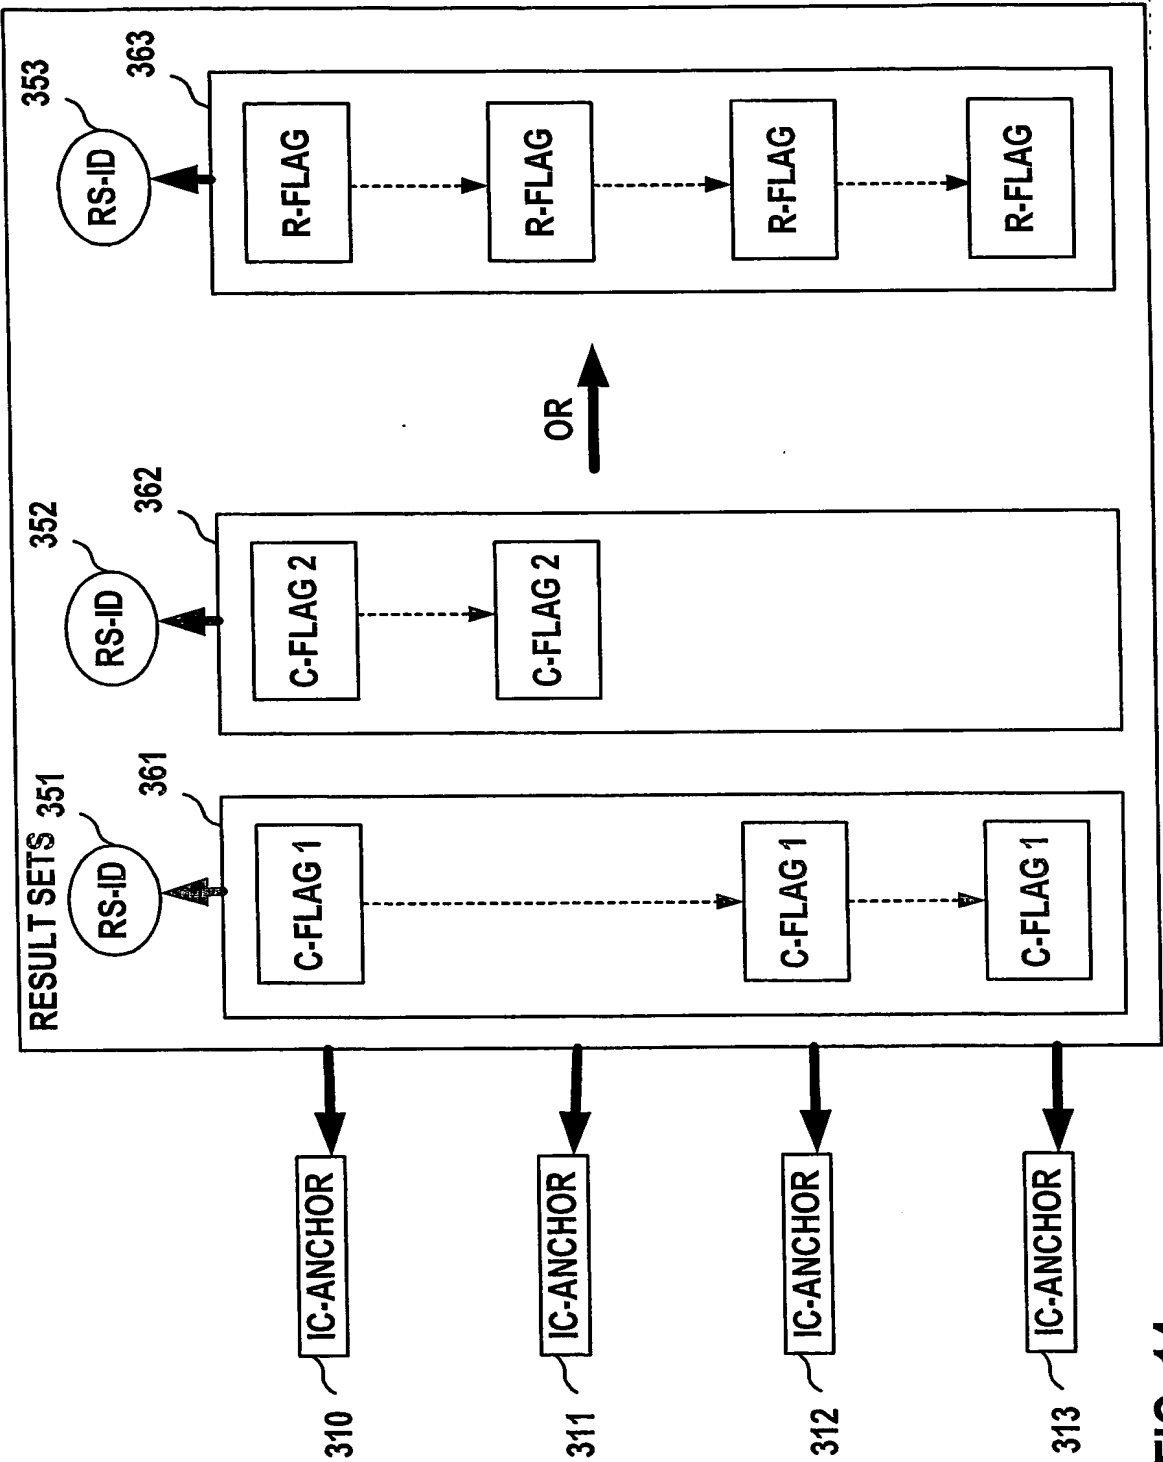 RESULT SETS
351
352
353
RS-ID
RS-ID
RS-ID
361
362
363
310
IC-ANCHOR
C-FLAG 1
C-FLAG 2
R-FLAG
311
IC-ANCHOR
C-FLAG 2
OR
R-FLAG
312
IC-ANCHOR
C-FLAG 1
R-FLAG
313
IC-ANCHOR
C-FLAG 1
R-FLAG